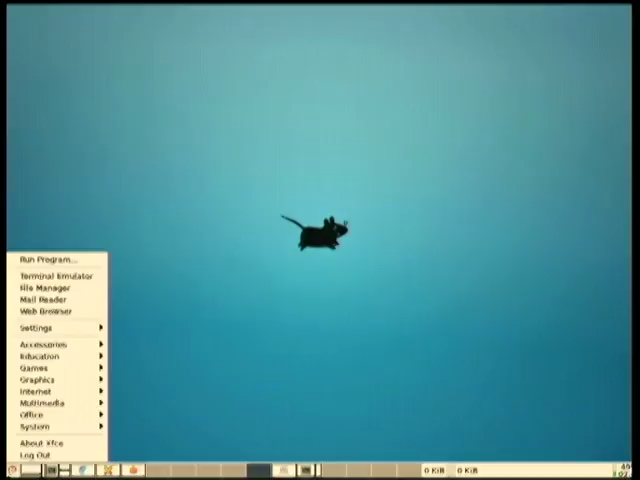 Run Program...
Terminal Emulator
File Manager
Mail Reader
Web Browser
Settings
Accessories
Education
Games
Graphics
Internet
Multimedia
Office
System
About Xfce
Log Out
0 KiB 0 KiB